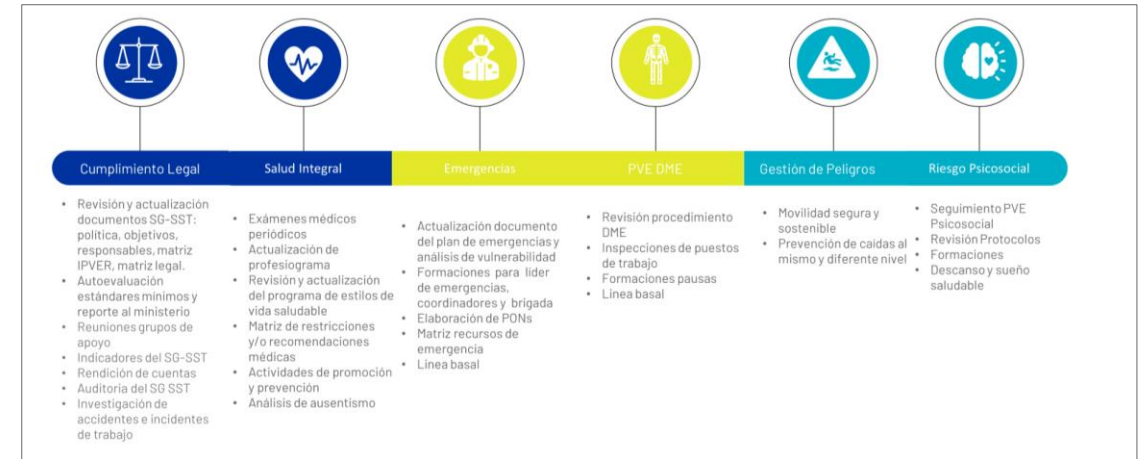 Cumplimiento Legal
Salud Integral
Emergencias
PVE DME
Gestión de Peligros
Riesgo Psicosocial
• Revisión y actualización
documentos SG-SST:
política, objetivos,
responsables, matriz
IPVER, matriz legal.
• Autoevaluación
estándares mínimos y
reporte al ministerio
• Reuniones grupos de
apoyo
• Indicadores del SG-SST
• Rendición de cuentas
• Auditoria del SG SST
• Investigación de
accidentes e incidentes
de trabajo
• Exámenes médicos
periódicos
• Actualización de
profesiograma
• Revisión y actualización
del programa de estilos de
vida saludable
• Matriz de restricciones
y/o recomendaciones
médicas
• Actividades de promoción
y prevención
• Análisis de ausentismo
• Actualización documento
del plan de emergencias y
análisis de vulnerabilidad
• Formaciones para líder
de emergencias,
coordinadores y brigada
• Elaboración de PONs
• Matriz recursos de
emergencia
• Linea basal
• Revisión procedimiento
DME
• Inspecciones de puestos
de trabajo
• Formaciones pausas
• Linea basal
• Movilidad segura y
sostenible
• Prevención de caídas al
mismo y diferente nivel
• Seguimiento PVE
Psicosocial
• Revisión Protocolos
• Formaciones
• Descanso y sueño
saludable